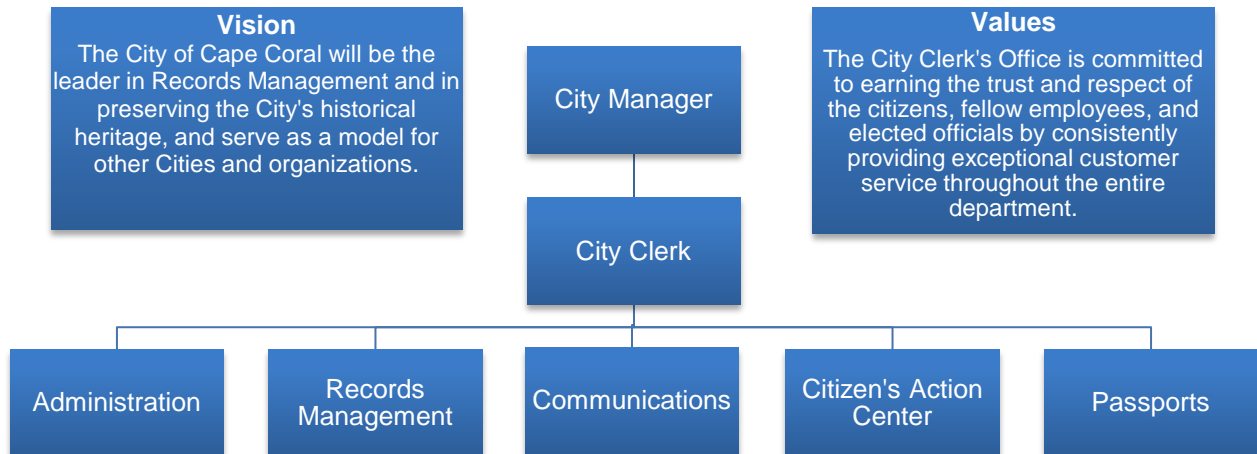 Vision
The City of Cape Coral will be the
leader in Records Management and in
preserving the City's historical
heritage, and serve as a model for
other Cities and organizations.
City Manager
Values
The City Clerk's Office is committed
to earning the trust and respect of
the citizens, fellow employees, and
elected officials by consistently
providing exceptional customer
service throughout the entire
department.
City Clerk
Administration
Records
Management
Communications
Citizen's Action
Center
Passports